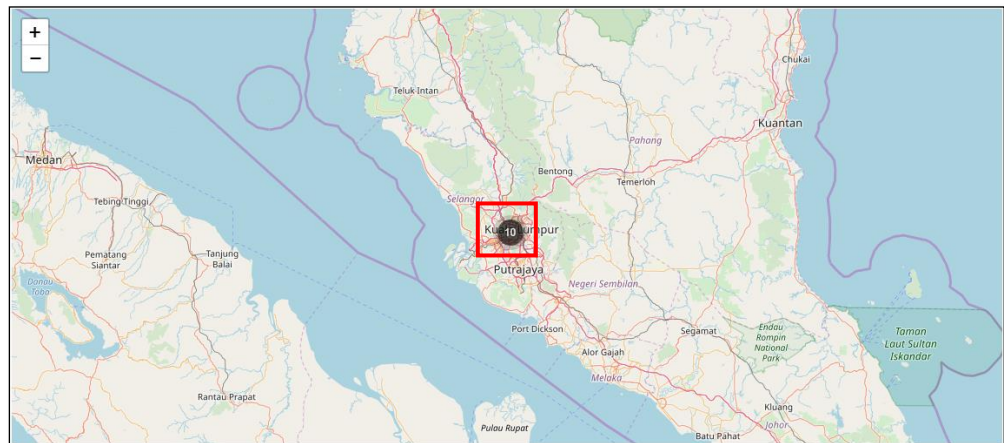 +
−
Chukai
Teluk Intan
Kuantan
Pahang
Medan
Bentong
Temerloh
Selangor
Tebing Tinggi
10
Putrajaya
Pematang
Siantar
Tanjung
Balai
Danau
Toba
Negeri Sembilan
Port Dickson
Segamat
Endau
Rompin
National
Park
Taman
Laut Sultan
Iskandar
Alor Gajah
Melaka
Rantau Prapat
Kluang
Johor
Pulau Rupat
Batu Pahat